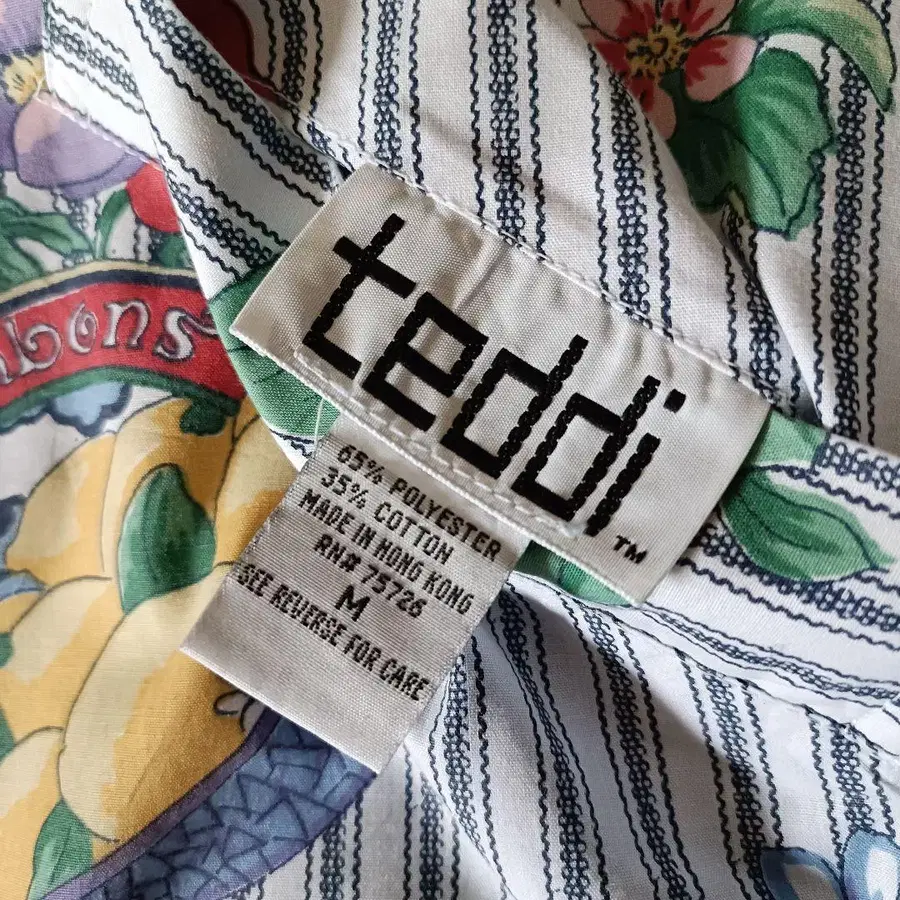 teddi
™
65% POLYESTER
35% COTTON
MADE IN HONG KONG
RN# 75726
M
SEE REVERSE FOR CARE